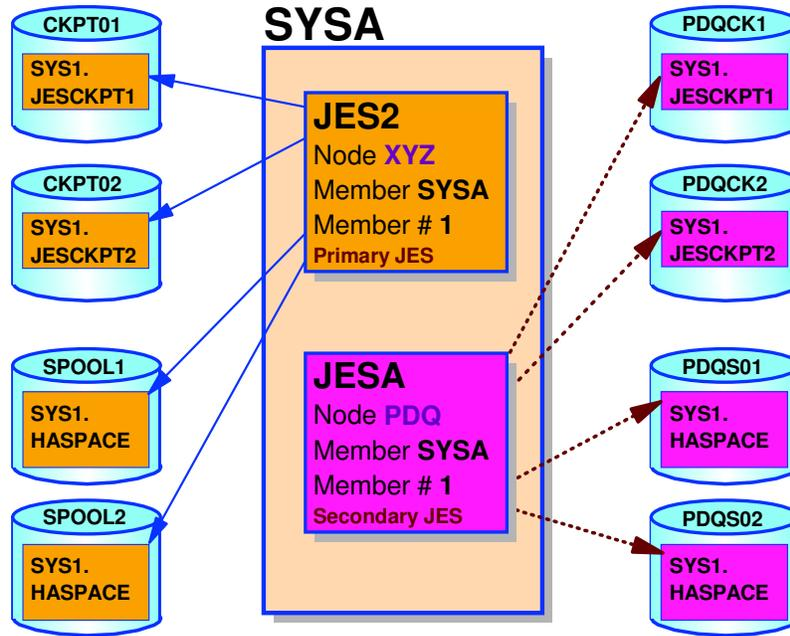 SYSA
CKPT01
SYS1.
JESCKPT1
CKPT02
SYS1.
JESCKPT2
SPOOL1
SYS1.
HASPACE
SPOOL2
SYS1.
HASPACE
JES2
Node XYZ
Member SYSA
Member # 1
Primary JES
JESA
Node PDQ
Member SYSA
Member # 1
Secondary JES
PDQCK1
SYS1.
JESCKPT1
PDQCK2
SYS1.
JESCKPT2
PDQS01
SYS1.
HASPACE
PDQS02
SYS1.
HASPACE